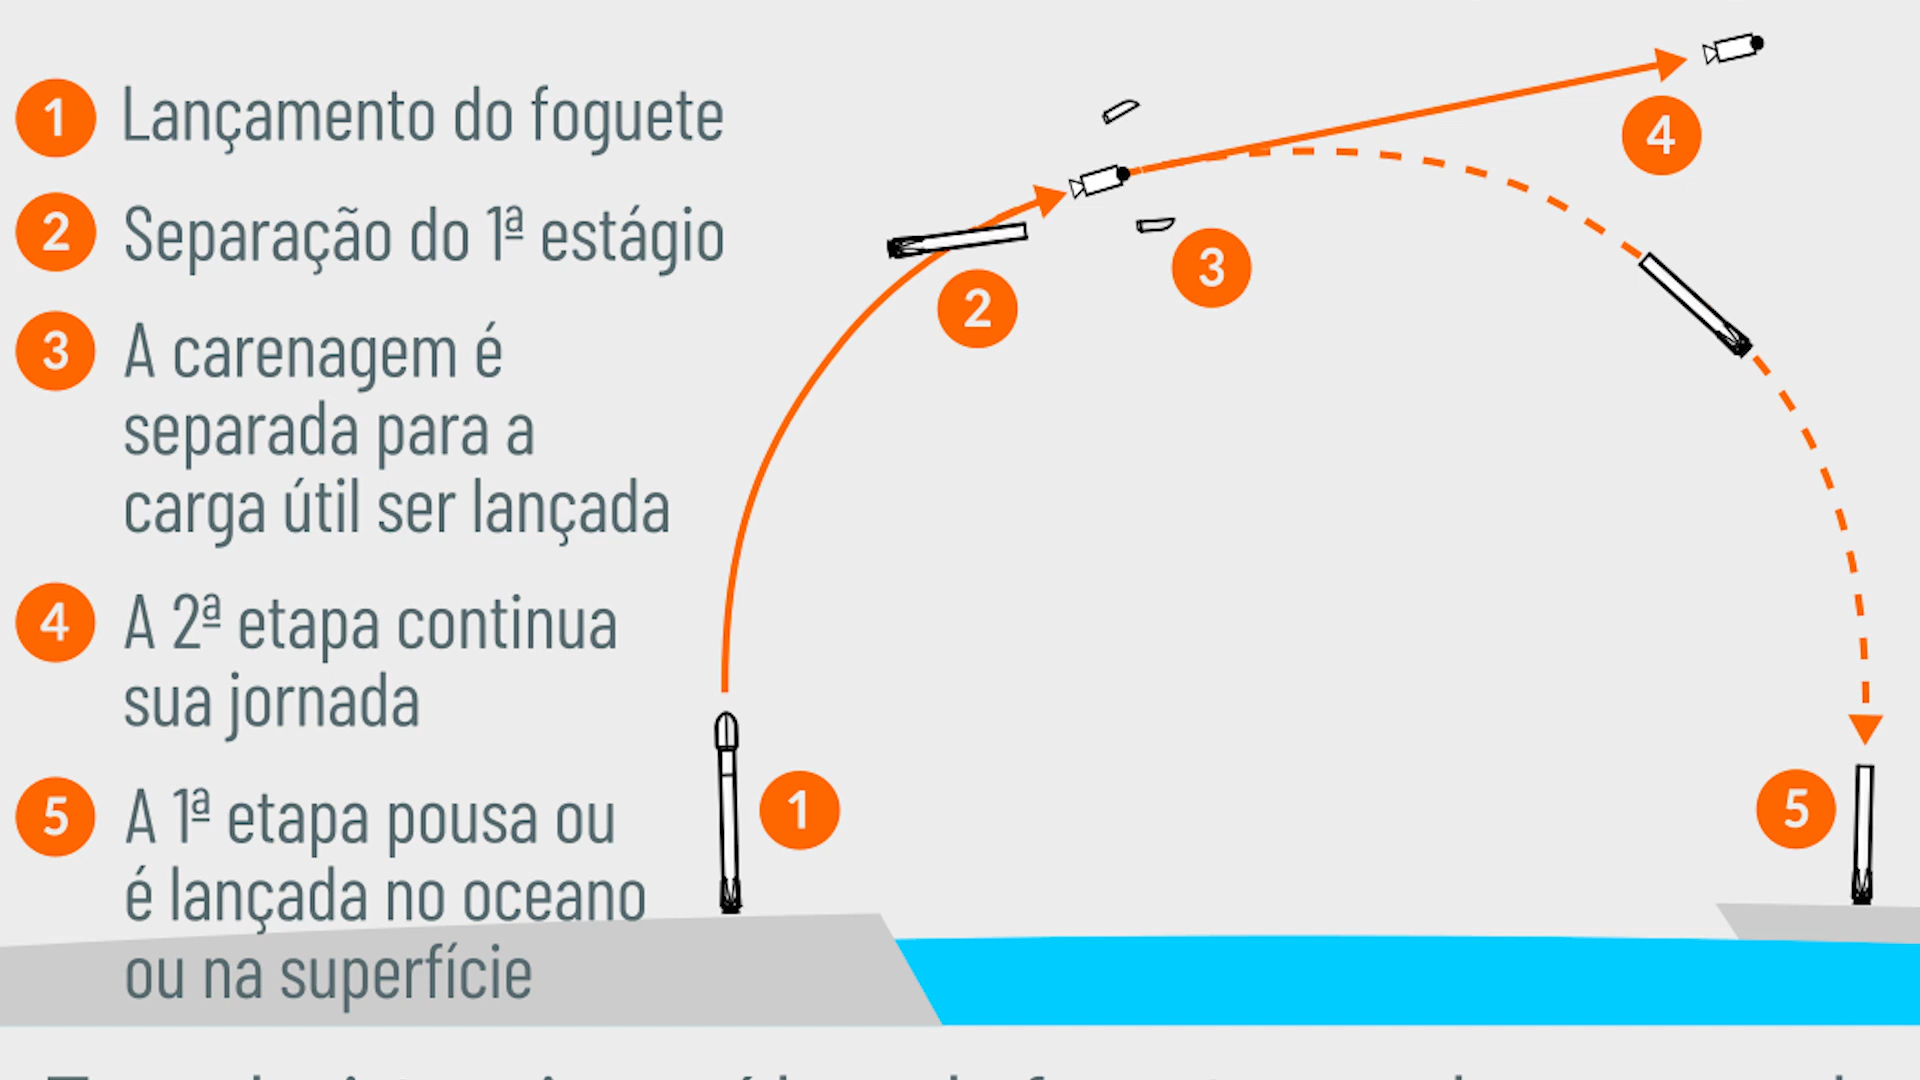 1 Lançamento do foguete
2 Separação do 1ª estágio
3 A carenagem é
separada para a
carga útil ser lançada
4 A 2ª etapa continua
sua jornada
5 A 1ª etapa pousa ou
é lançada no oceano
ou na superfície
4
3
2
1
5